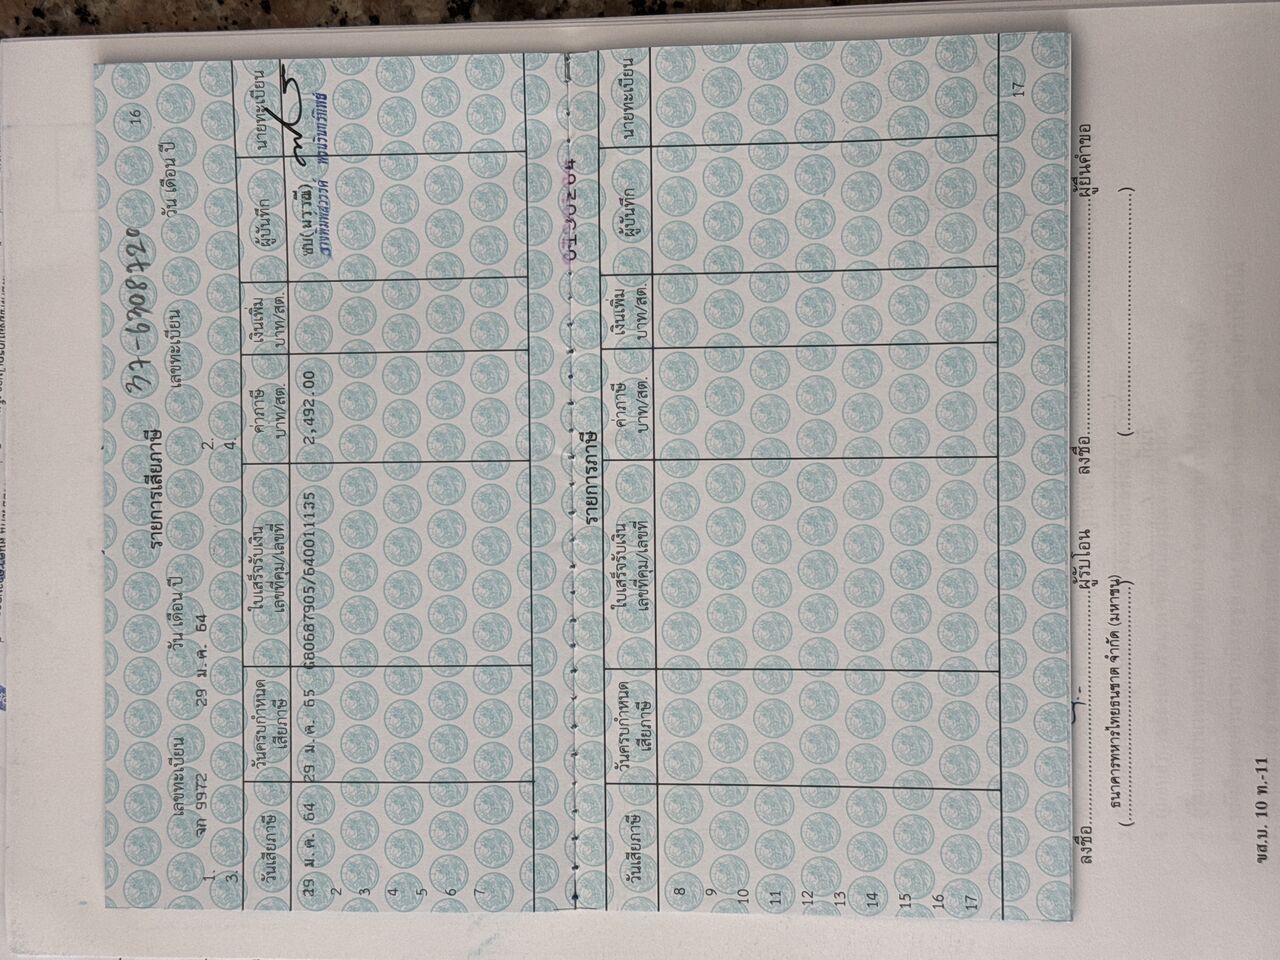 16
37-6308720
รายการเสียภาษี
เลขทะเบียน วัน เดือน ปี เลขทะเบียน วัน เดือน ปี
1. จก 9972 29 ม.ค. 64 2.
3. 4.
วันเสียภาษี วันครบกำหนด เสียภาษี ใบเสร็จรับเงิน เลขที่คุม/เลขที่ ค่าภาษี บาท/สต. เงินเพิ่ม บาท/สต. ผู้บันทึก นายทะเบียน
29 ม.ค. 64 29 ม.ค. 65 680687905/640011135 2,492.00
2
3
4
5
6
7
รายการภาษี
วันเสียภาษี วันครบกำหนด เสียภาษี ใบเสร็จรับเงิน เลขที่คุม/เลขที่ ค่าภาษี บาท/สต. เงินเพิ่ม บาท/สต. ผู้บันทึก นายทะเบียน
8
9
10
11
12
13
14
15
16
17
17
ลงชื่อ ผู้รับโอน ลงชื่อ ผู้ยื่นคำขอ
( ธนาคารทหารไทยธนชาต จำกัด (มหาชน) ) ( )
ขส.บ. 10 ท.-11